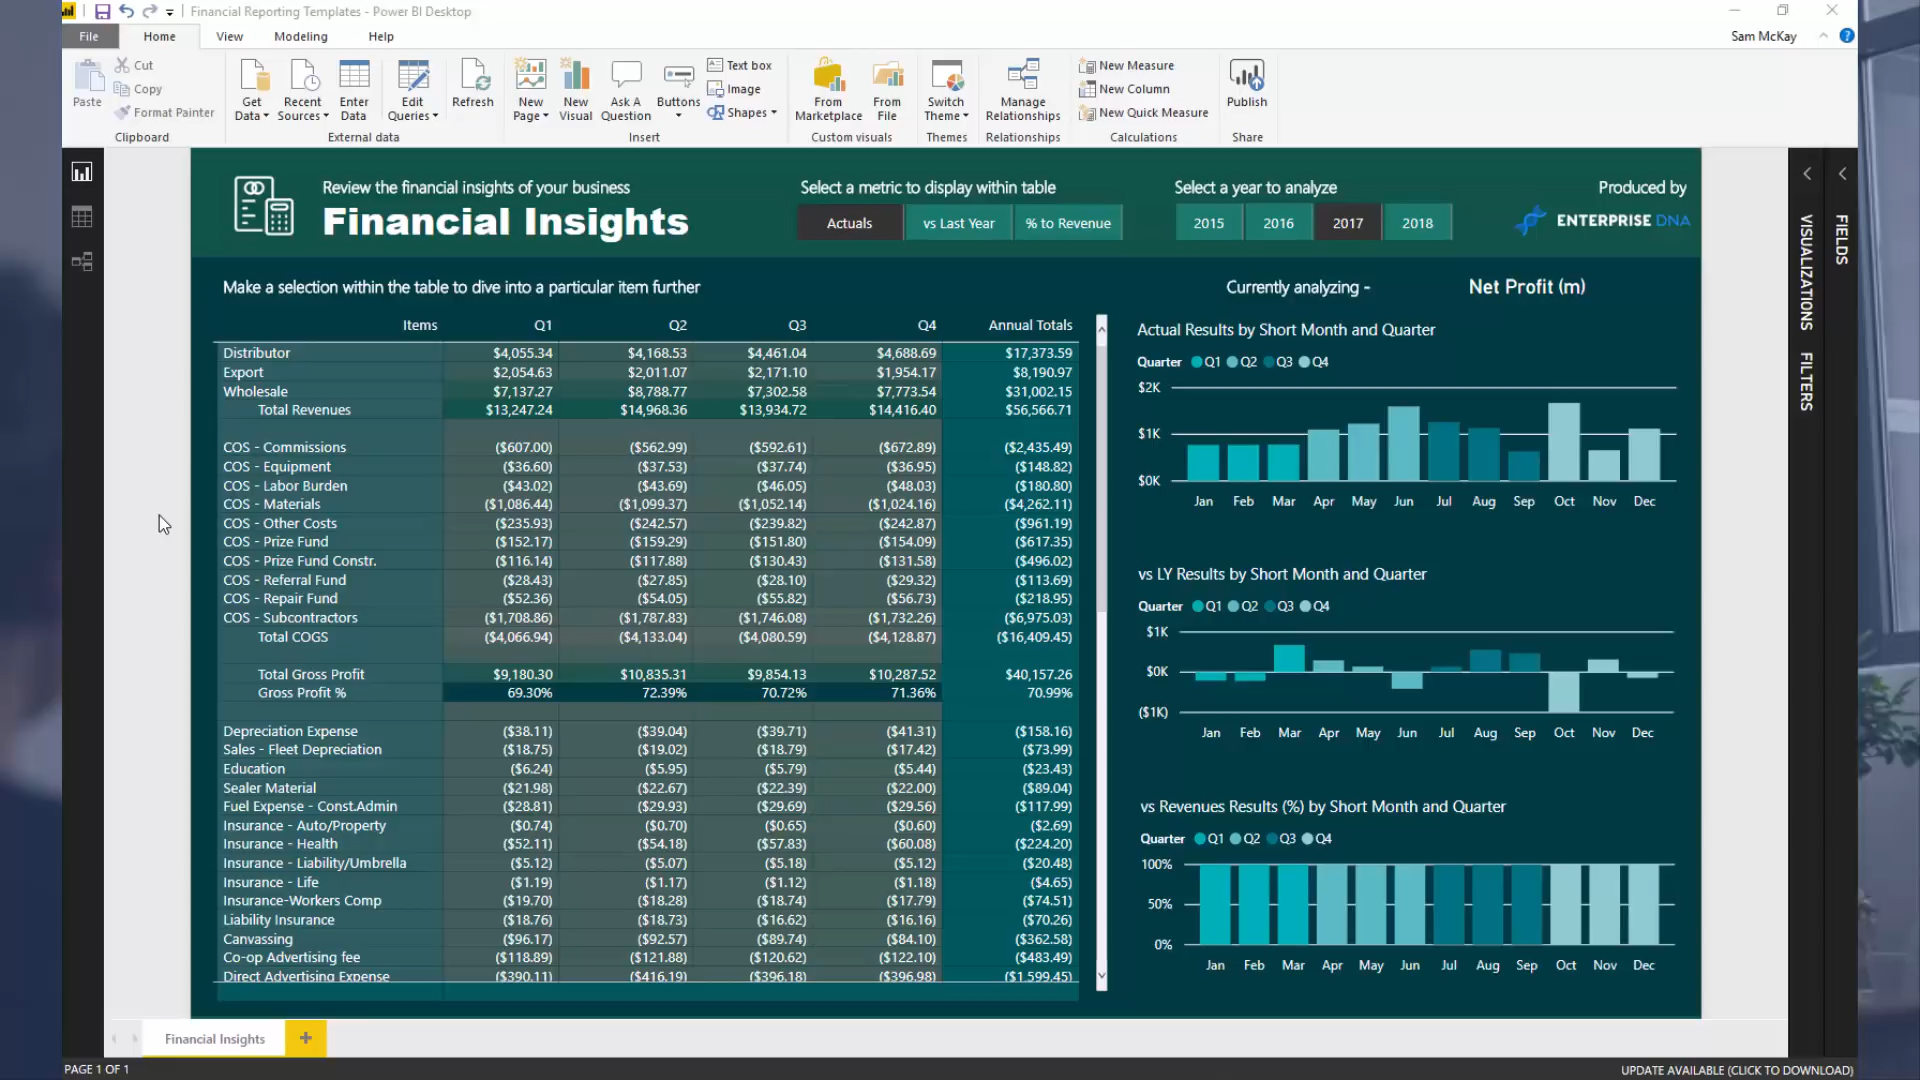 Financial Reporting Templates - Power BI Desktop
File Home View Modeling Help Sam McKay
Paste
Cut
Copy
Format Painter
Clipboard
Get Data
Recent Sources
Enter Data
Edit Queries
Refresh
External data
New Page
New Visual
Ask A Question
Buttons
Text box
Image
Shapes
Insert
From Marketplace
From File
Custom visuals
Switch Theme
Themes
Manage Relationships
Relationships
New Measure
New Column
New Quick Measure
Calculations
Publish
Share
Review the financial insights of your business
Financial Insights
Select a metric to display within table
Actuals vs Last Year % to Revenue
Select a year to analyze
2015 2016 2017 2018
Produced by
ENTERPRISE DNA
VISUALIZATIONS
FILTERS
FIELDS
Make a selection within the table to dive into a particular item further
Items Q1 Q2 Q3 Q4 Annual Totals
Distributor $4,055.34 $4,168.53 $4,461.04 $4,688.69 $17,373.59
Export $2,054.63 $2,011.07 $2,171.10 $1,954.17 $8,190.97
Wholesale $7,137.27 $8,788.77 $7,302.58 $7,773.54 $31,002.15
Total Revenues $13,247.24 $14,968.36 $13,934.72 $14,416.40 $56,566.71
COS - Commissions ($607.00) ($562.99) ($592.61) ($672.89) ($2,435.49)
COS - Equipment ($36.60) ($37.53) ($37.74) ($36.95) ($148.82)
COS - Labor Burden ($43.02) ($43.69) ($46.05) ($48.03) ($180.80)
COS - Materials ($1,086.44) ($1,099.37) ($1,052.14) ($1,024.16) ($4,262.11)
COS - Other Costs ($235.93) ($242.57) ($239.82) ($242.87) ($961.19)
COS - Prize Fund ($152.17) ($159.29) ($151.80) ($154.09) ($617.35)
COS - Prize Fund Constr. ($116.14) ($117.88) ($130.43) ($131.58) ($496.02)
COS - Referral Fund ($28.43) ($27.85) ($28.10) ($29.32) ($113.69)
COS - Repair Fund ($52.36) ($54.05) ($55.82) ($56.73) ($218.95)
COS - Subcontractors ($1,708.86) ($1,787.83) ($1,746.08) ($1,732.26) ($6,975.03)
Total COGS ($4,066.94) ($4,133.04) ($4,080.59) ($4,128.87) ($16,409.45)
Total Gross Profit $9,180.30 $10,835.31 $9,854.13 $10,287.52 $40,157.26
Gross Profit % 69.30% 72.39% 70.72% 71.36% 70.99%
Depreciation Expense ($38.11) ($39.04) ($39.71) ($41.31) ($158.16)
Sales - Fleet Depreciation ($18.75) ($19.02) ($18.79) ($17.42) ($73.99)
Education ($6.24) ($5.95) ($5.79) ($5.44) ($23.43)
Sealer Material ($21.98) ($22.67) ($22.39) ($22.00) ($89.04)
Fuel Expense - Const.Admin ($28.81) ($29.93) ($29.69) ($29.56) ($117.99)
Insurance - Auto/Property ($0.74) ($0.70) ($0.65) ($0.60) ($2.69)
Insurance - Health ($52.11) ($54.18) ($57.83) ($60.08) ($224.20)
Insurance - Liability/Umbrella ($5.12) ($5.07) ($5.18) ($5.12) ($20.48)
Insurance - Life ($1.19) ($1.17) ($1.12) ($1.18) ($4.65)
Insurance-Workers Comp ($19.70) ($18.28) ($18.74) ($17.79) ($74.51)
Liability Insurance ($18.76) ($18.73) ($16.62) ($16.16) ($70.26)
Canvassing ($96.17) ($92.57) ($89.74) ($84.10) ($362.58)
Co-op Advertising fee ($118.89) ($121.88) ($120.62) ($122.10) ($483.49)
Direct Advertising Expense ($390.11) ($416.19) ($396.18) ($396.98) ($1,599.45)
Currently analyzing - Net Profit (m)
Actual Results by Short Month and Quarter
Quarter Q1 Q2 Q3 Q4
$2K
$1K
$0K
Jan Feb Mar Apr May Jun Jul Aug Sep Oct Nov Dec
vs LY Results by Short Month and Quarter
Quarter Q1 Q2 Q3 Q4
$1K
$0K
($1K)
Jan Feb Mar Apr May Jun Jul Aug Sep Oct Nov Dec
vs Revenues Results (%) by Short Month and Quarter
Quarter Q1 Q2 Q3 Q4
100%
50%
0%
Jan Feb Mar Apr May Jun Jul Aug Sep Oct Nov Dec
Financial Insights
PAGE 1 OF 1
UPDATE AVAILABLE (CLICK TO DOWNLOAD)